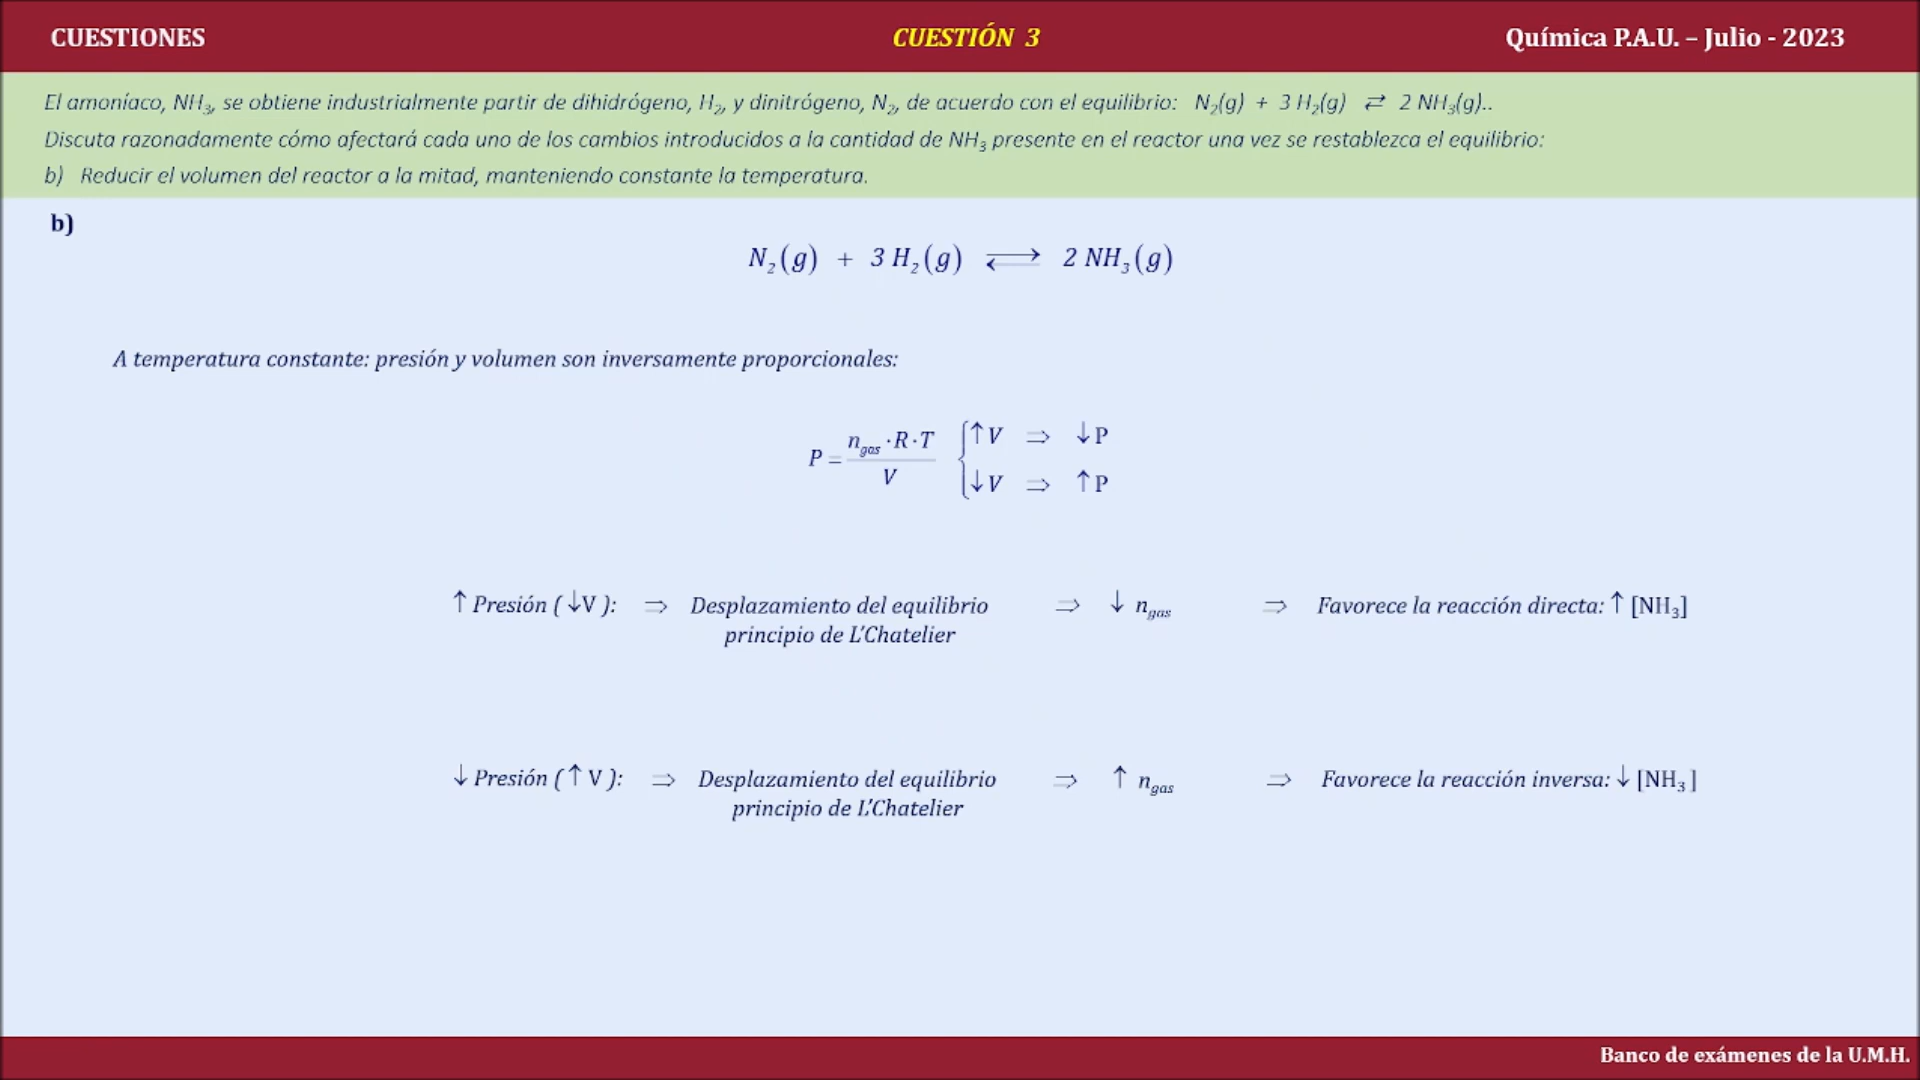 CUESTIONES
CUESTIÓN 3
Química P.A.U. – Julio - 2023
El amoníaco, NH₃, se obtiene industrialmente partir de dihidrógeno, H₂, y dinitrógeno, N₂, de acuerdo con el equilibrio: N₂(g) + 3 H₂(g) ⇄ 2 NH₃(g)..
Discuta razonadamente cómo afectará cada uno de los cambios introducidos a la cantidad de NH₃ presente en el reactor una vez se restablezca el equilibrio:
b) Reducir el volumen del reactor a la mitad, manteniendo constante la temperatura.
b)
N₂(g) + 3 H₂(g) ⇄ 2 NH₃(g)
A temperatura constante: presión y volumen son inversamente proporcionales:
P = n_gas · R · T / V { ↑V ⇒ ↓P
↓V ⇒ ↑P
↑ Presión ( ↓V ): ⇒ Desplazamiento del equilibrio ⇒ ↓ n_gas ⇒ Favorece la reacción directa: ↑ [NH₃]
principio de L'Chatelier
↓ Presión ( ↑ V ): ⇒ Desplazamiento del equilibrio ⇒ ↑ n_gas ⇒ Favorece la reacción inversa: ↓ [NH₃ ]
principio de L'Chatelier
Banco de exámenes de la U.M.H.